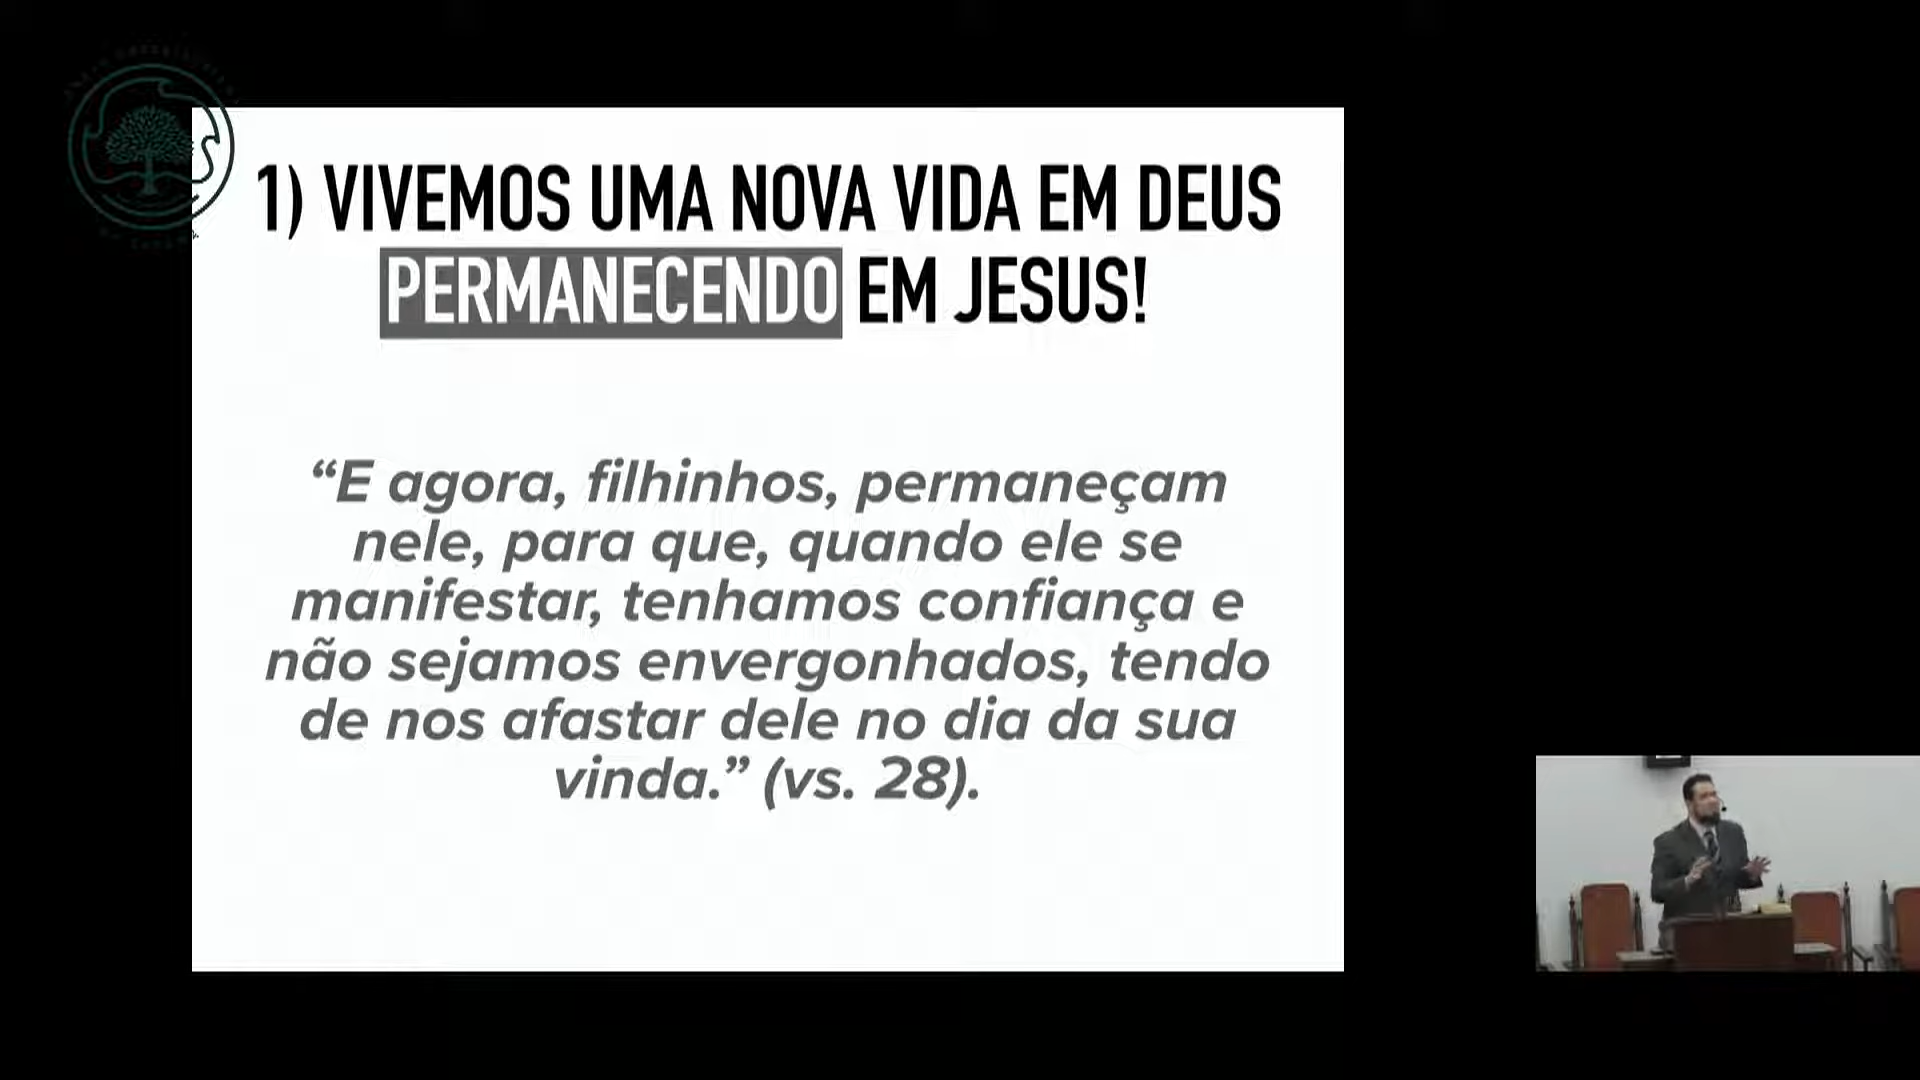 1) VIVEMOS UMA NOVA VIDA EM DEUS
PERMANECENDO EM JESUS!
“E agora, filhinhos, permaneçam
nele, para que, quando ele se
manifestar, tenhamos confiança e
não sejamos envergonhados, tendo
de nos afastar dele no dia da sua
vinda.” (vs. 28).